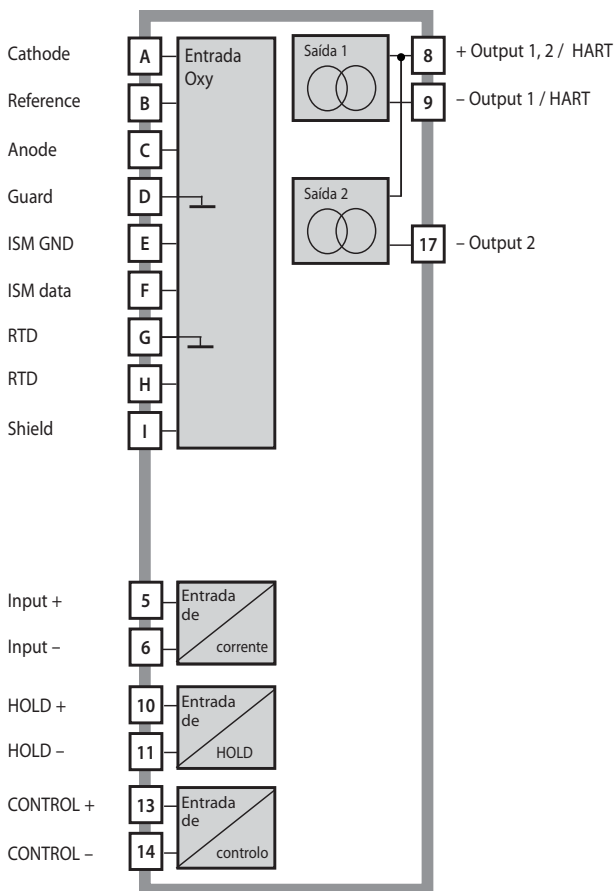 Cathode
A
Entrada
Oxy
Reference
B
Anode
C
Guard
D
ISM GND
E
ISM data
F
RTD
G
RTD
H
Shield
I
Saída 1
8
+ Output 1, 2 / HART
9
– Output 1 / HART
Saída 2
17
– Output 2
Input +
5
Entrada
de
corrente
Input –
6
HOLD +
10
Entrada
de
HOLD
HOLD –
11
CONTROL +
13
Entrada
de
controlo
CONTROL –
14